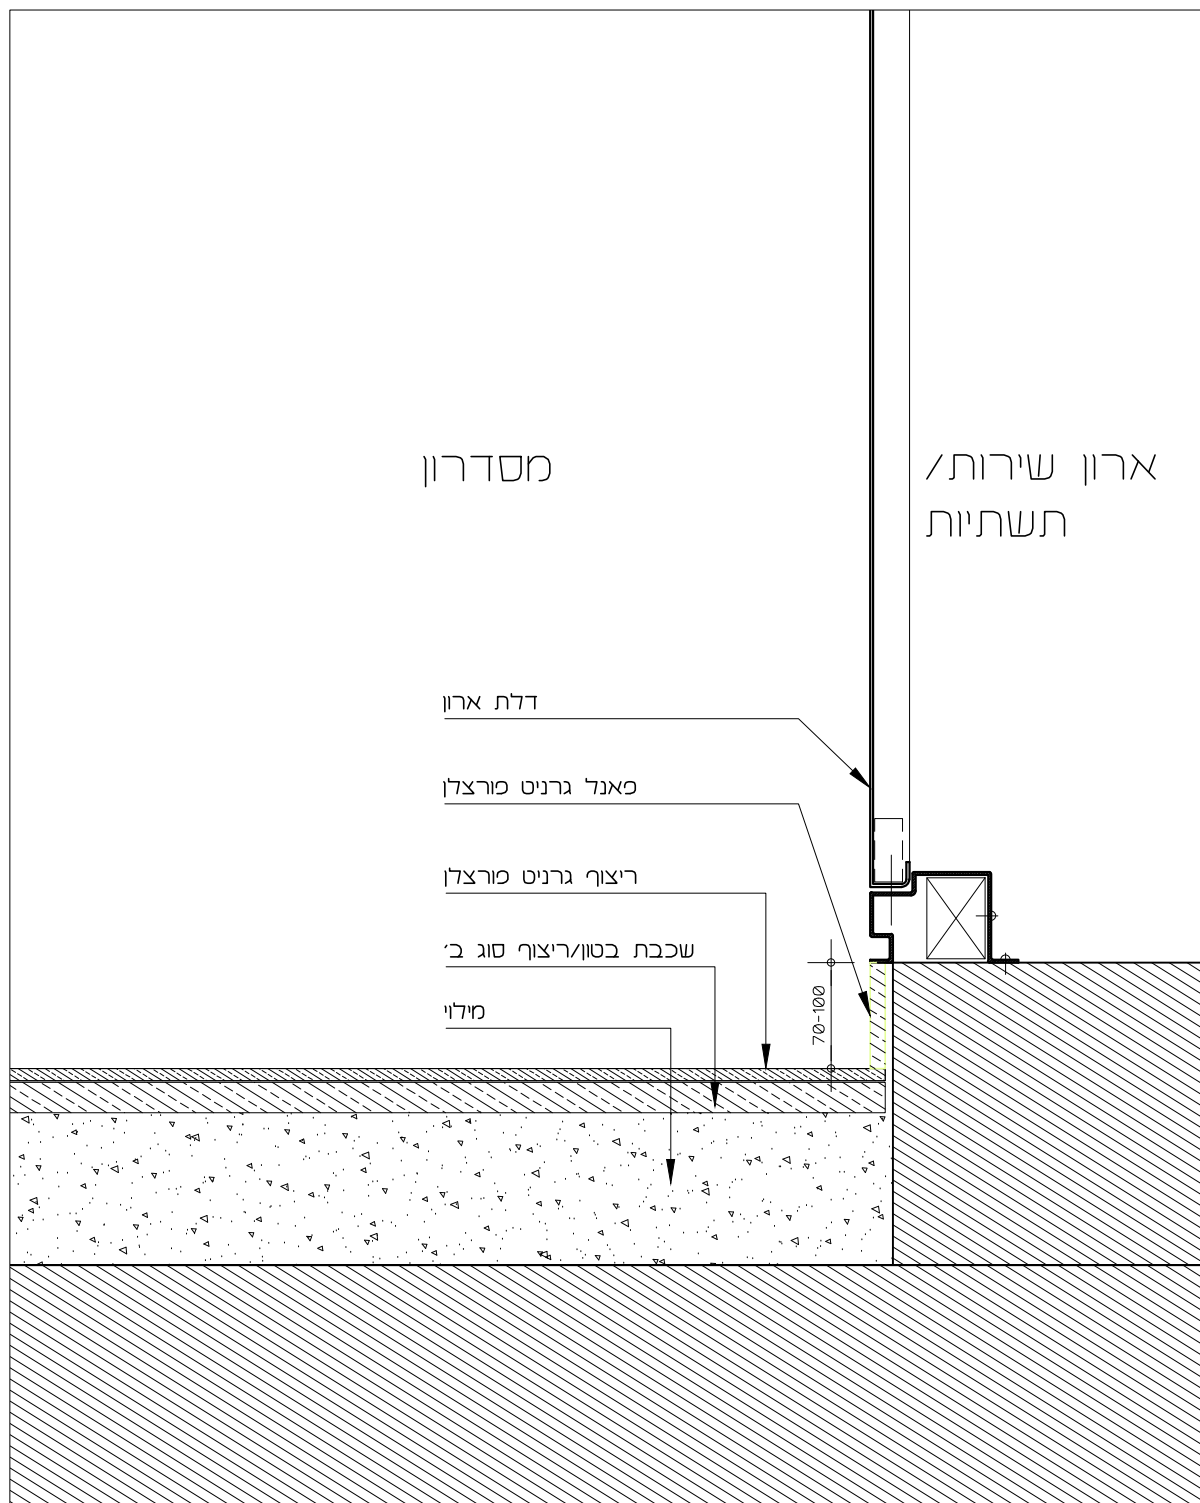 ארון שירות/
תשתיות
מסדרון
דלת ארון
פאנל גרניט פורצלן
ריצוף גרניט פורצלן
שכבת בטון/ריצוף סוג ב'
מילוי
70-100